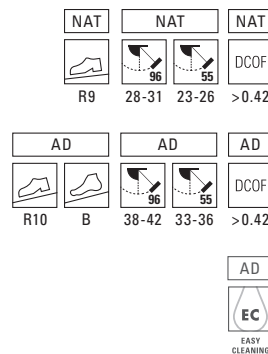 NAT NAT NAT
96 55 DCOF
R9 28-31 23-26 >0.42
AD AD AD
96 55 DCOF
R10 B 38-42 33-36 >0.42
AD
EC
EASY
CLEANING